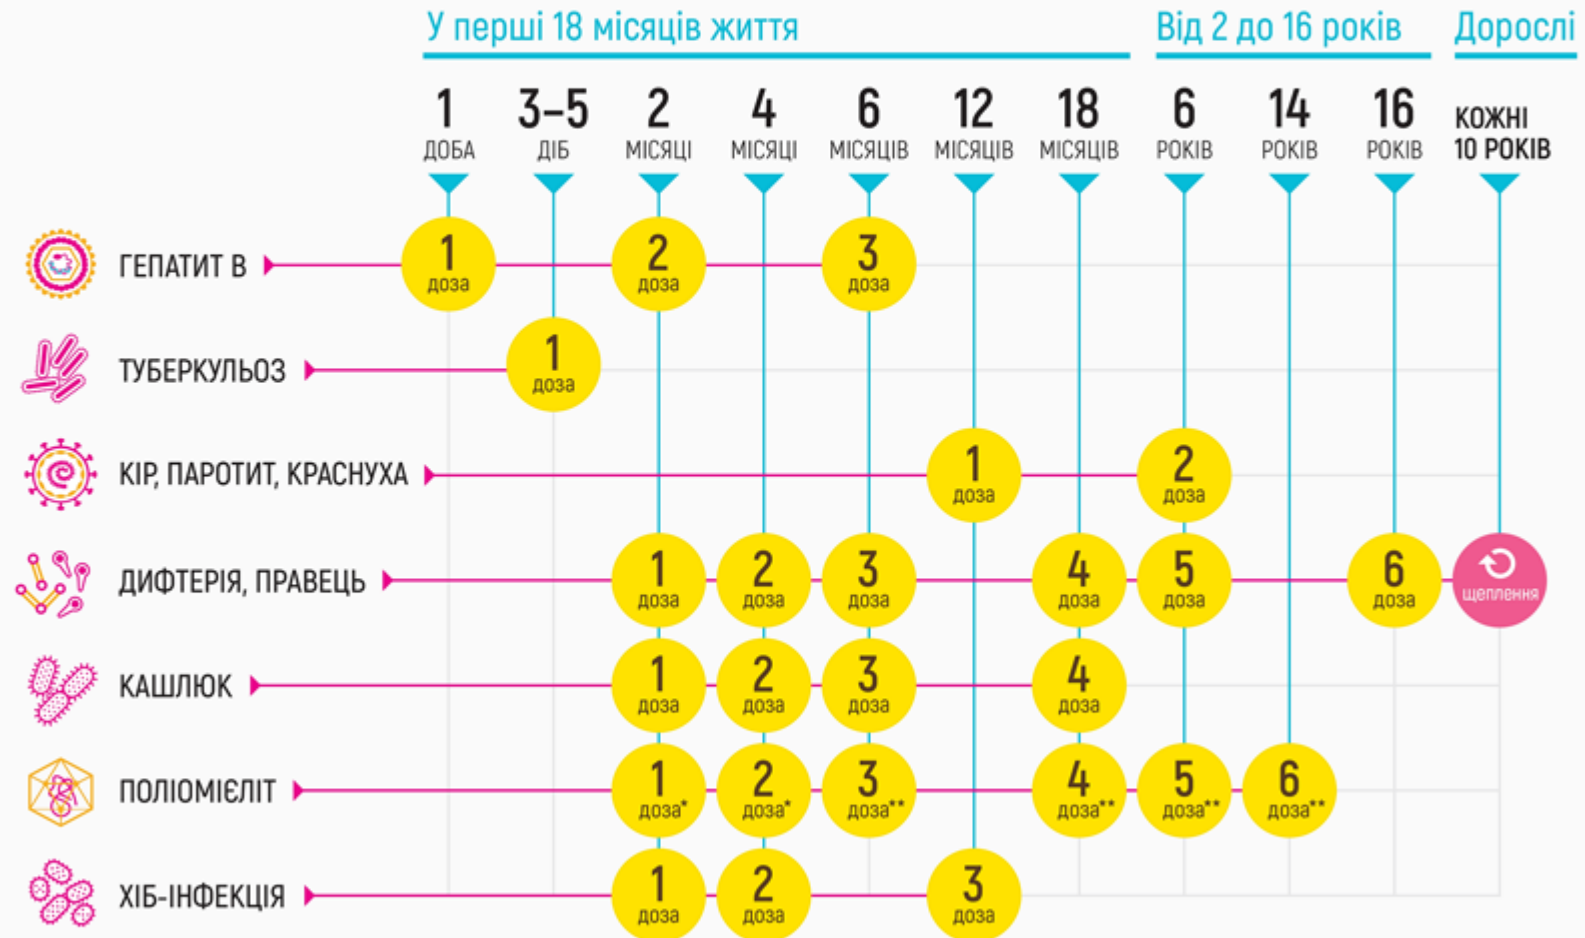 У перші 18 місяців життя Від 2 до 16 років Дорослі
1 3–5 2 4 6 12 18 6 14 16 КОЖНІ
ДОБА ДІБ МІСЯЦІ МІСЯЦІ МІСЯЦІВ МІСЯЦІВ МІСЯЦІВ РОКІВ РОКІВ РОКІВ 10 РОКІВ
ГЕПАТИТ В 1 2 3
доза доза доза
ТУБЕРКУЛЬОЗ 1
доза
КІР, ПАРОТИТ, КРАСНУХА 1 2
доза доза
ДИФТЕРІЯ, ПРАВЕЦЬ 1 2 3 4 5 6
доза доза доза доза доза доза щеплення
КАШЛЮК 1 2 3 4
доза доза доза доза
ПОЛІОМІЄЛІТ 1 2 3 4 5 6
доза* доза* доза** доза** доза** доза**
ХІБ-ІНФЕКЦІЯ 1 2 3
доза доза доза